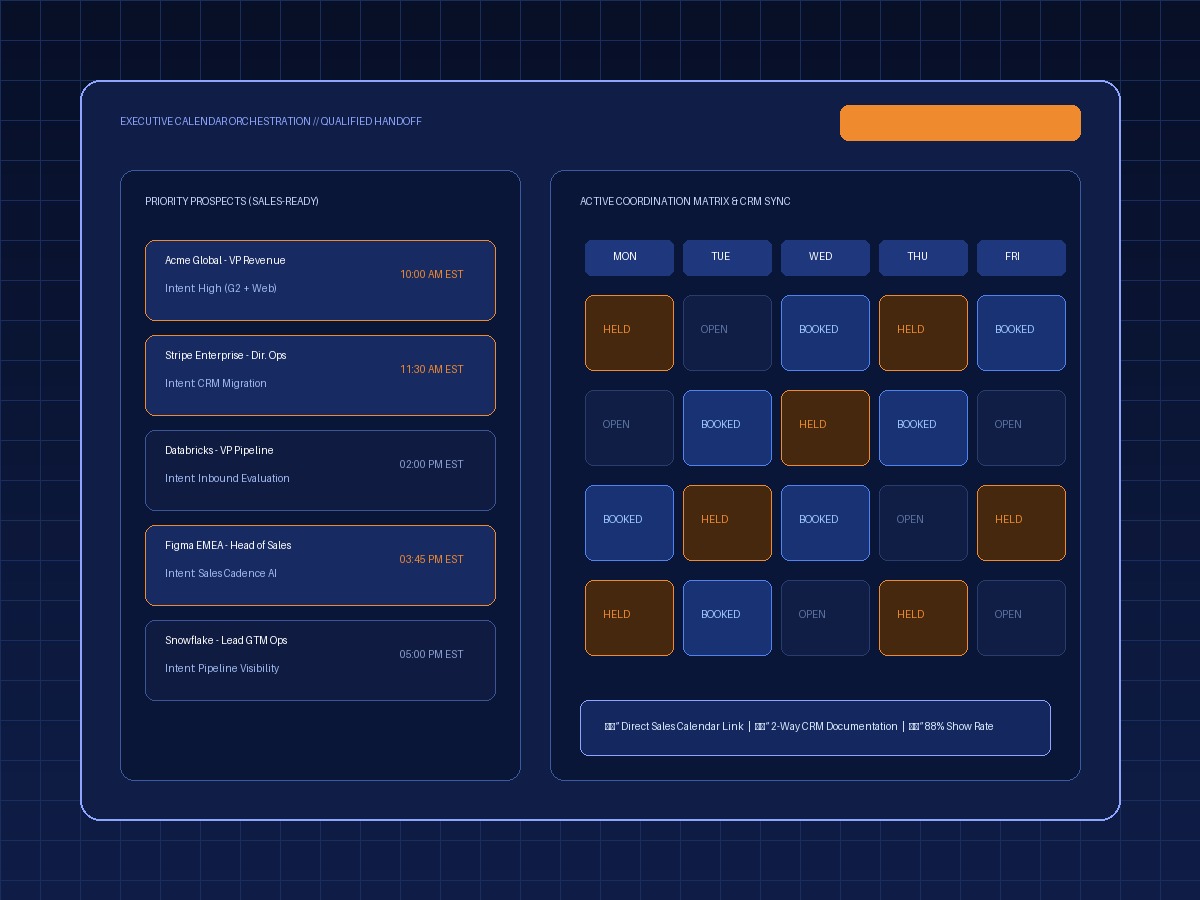 EXECUTIVE CALENDAR ORCHESTRATION // QUALIFIED HANDOFF
PRIORITY PROSPECTS (SALES-READY)
Acme Global - VP Revenue
10:00 AM EST
Intent: High (G2 + Web)
Stripe Enterprise - Dir. Ops
11:30 AM EST
Intent: CRM Migration
Databricks - VP Pipeline
02:00 PM EST
Intent: Inbound Evaluation
Figma EMEA - Head of Sales
03:45 PM EST
Intent: Sales Cadence AI
Snowflake - Lead GTM Ops
05:00 PM EST
Intent: Pipeline Visibility
ACTIVE COORDINATION MATRIX & CRM SYNC
MON TUE WED THU FRI
HELD OPEN BOOKED HELD BOOKED
OPEN BOOKED HELD BOOKED OPEN
BOOKED HELD BOOKED OPEN HELD
HELD BOOKED OPEN HELD OPEN
" Direct Sales Calendar Link | " 2-Way CRM Documentation | " 88% Show Rate